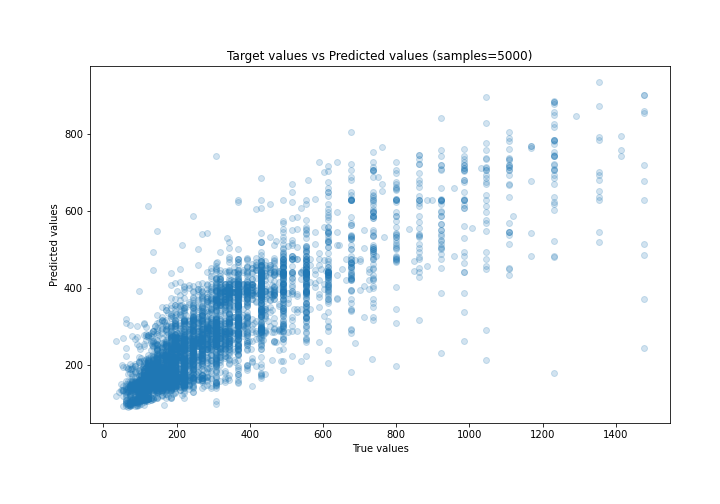 Target values vs Predicted values (samples=5000)
Predicted values
800
600
400
200
0 200 400 600 800 1000 1200 1400
True values